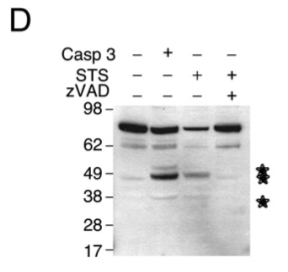 D
Casp 3 – + – –
STS – – + +
zVAD +
98
62
49
38
28
17